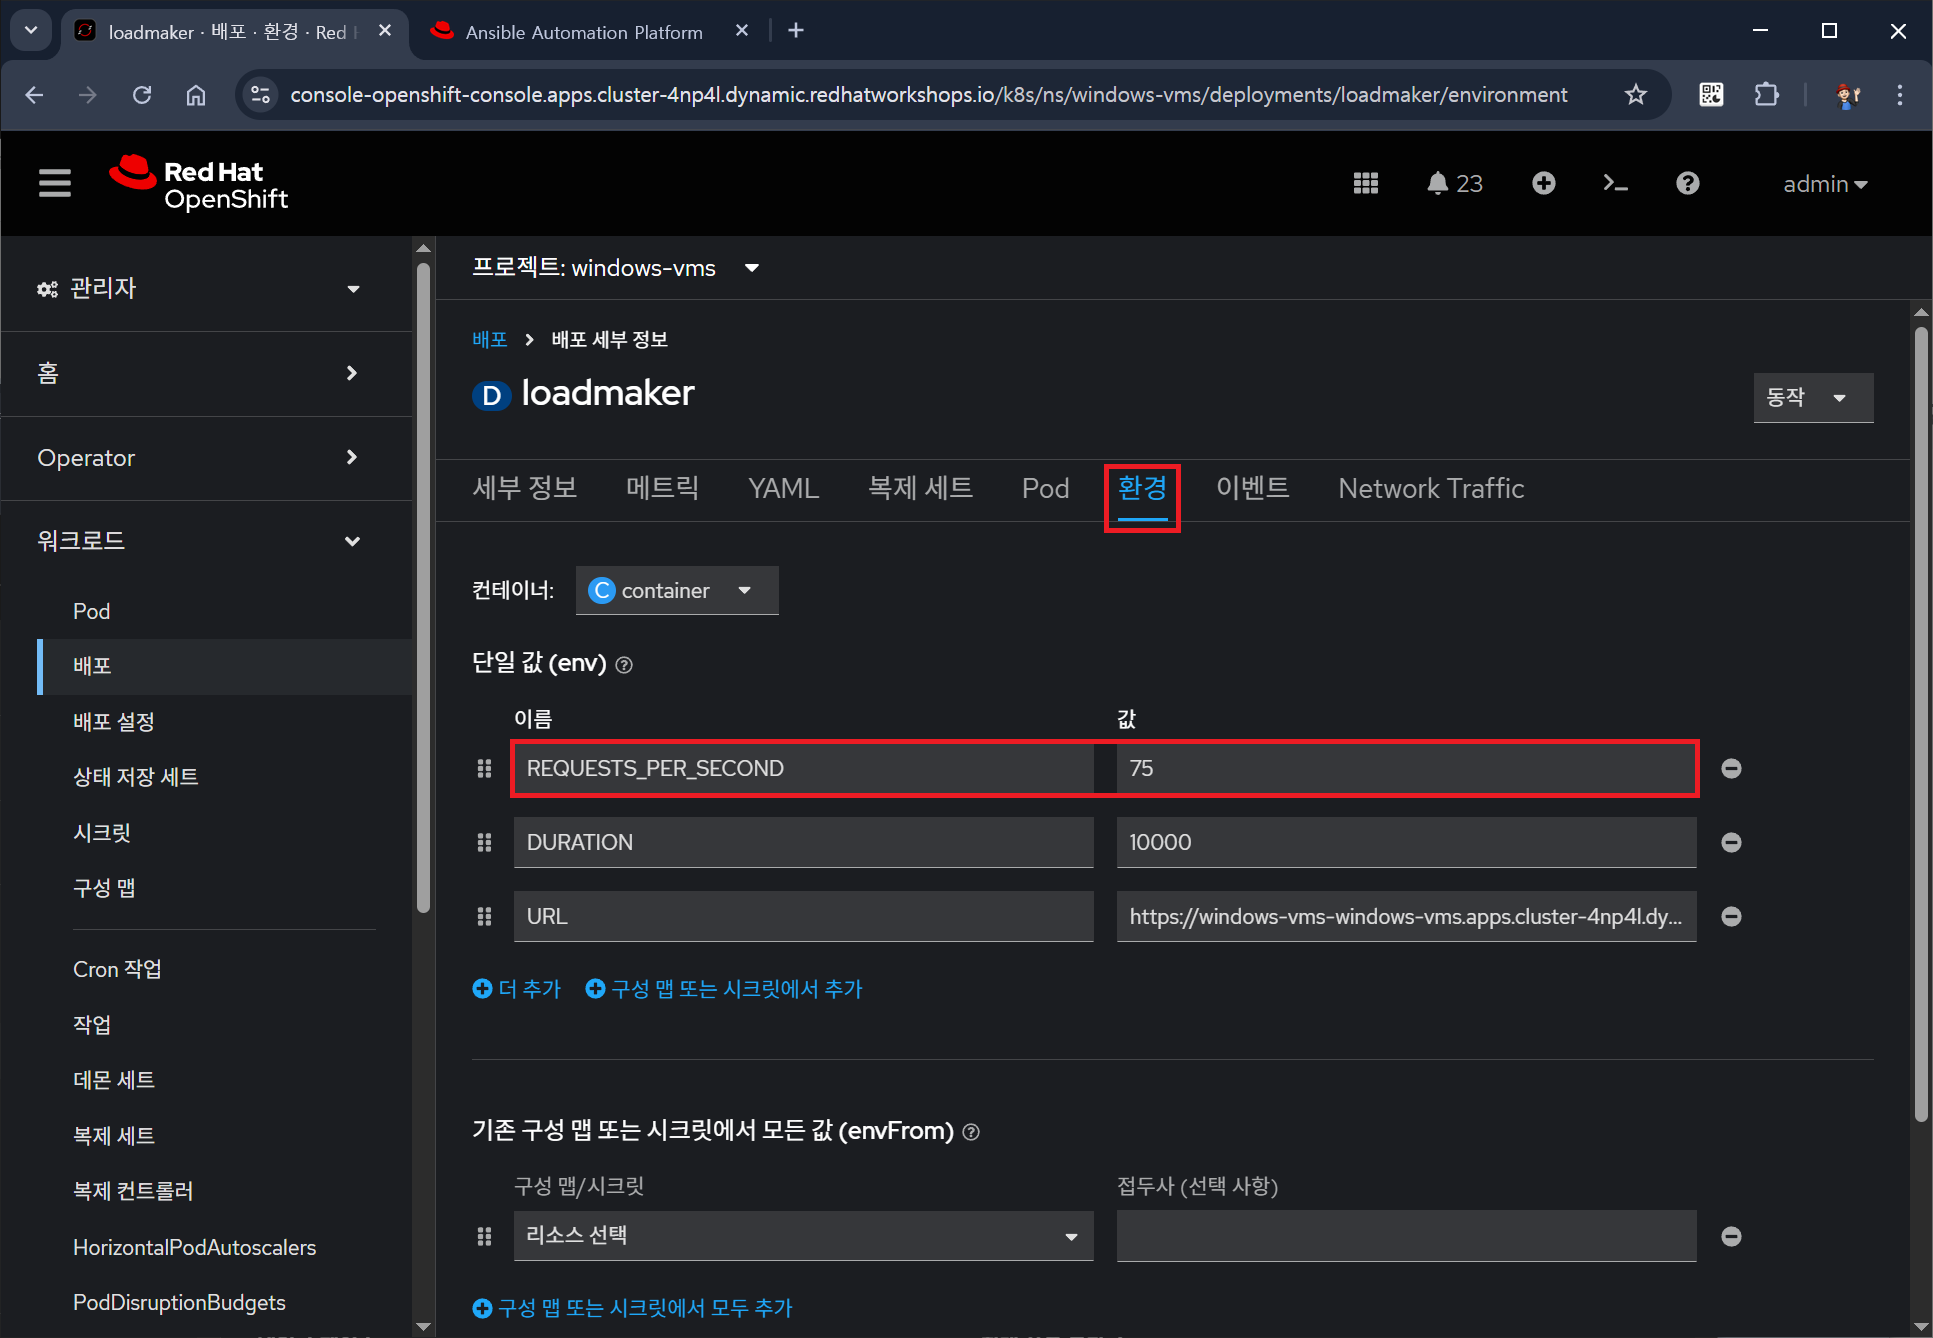 loadmaker · 배포 · 환경 · Red
Ansible Automation Platform
console-openshift-console.apps.cluster-4np4l.dynamic.redhatworkshops.io/k8s/ns/windows-vms/deployments/loadmaker/environment
Red Hat
OpenShift
23
admin
관리자
홈
Operator
워크로드
Pod
배포
배포 설정
상태 저장 세트
시크릿
구성 맵
Cron 작업
작업
데몬 세트
복제 세트
복제 컨트롤러
HorizontalPodAutoscalers
PodDisruptionBudgets
프로젝트: windows-vms
배포 > 배포 세부 정보
D loadmaker
동작
세부 정보 메트릭 YAML 복제 세트 Pod 환경 이벤트 Network Traffic
컨테이너: C container
단일 값 (env)
이름 값
REQUESTS_PER_SECOND 75
DURATION 10000
URL https://windows-vms-windows-vms.apps.cluster-4np4l.dy...
더 추가 구성 맵 또는 시크릿에서 추가
기존 구성 맵 또는 시크릿에서 모든 값 (envFrom)
구성 맵/시크릿 접두사 (선택 사항)
리소스 선택
구성 맵 또는 시크릿에서 모두 추가